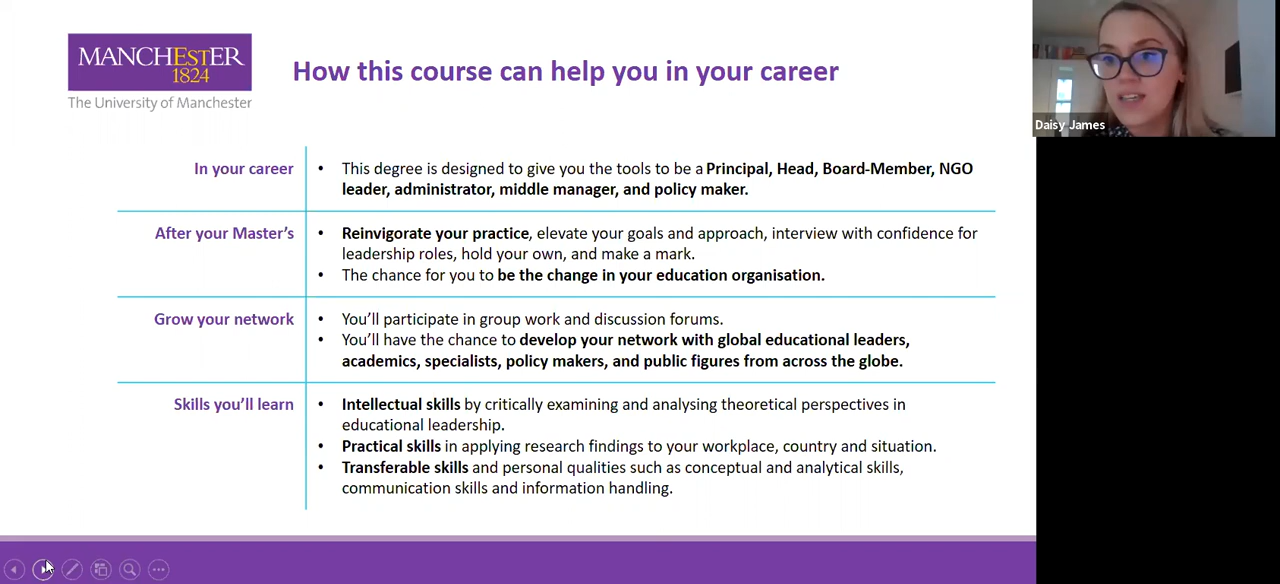 MANCHESTER
1824
The University of Manchester
How this course can help you in your career
Daisy James
In your career
• This degree is designed to give you the tools to be a Principal, Head, Board-Member, NGO
leader, administrator, middle manager, and policy maker.
After your Master’s
• Reinvigorate your practice, elevate your goals and approach, interview with confidence for
leadership roles, hold your own, and make a mark.
• The chance for you to be the change in your education organisation.
Grow your network
• You’ll participate in group work and discussion forums.
• You’ll have the chance to develop your network with global educational leaders,
academics, specialists, policy makers, and public figures from across the globe.
Skills you’ll learn
• Intellectual skills by critically examining and analysing theoretical perspectives in
educational leadership.
• Practical skills in applying research findings to your workplace, country and situation.
• Transferable skills and personal qualities such as conceptual and analytical skills,
communication skills and information handling.